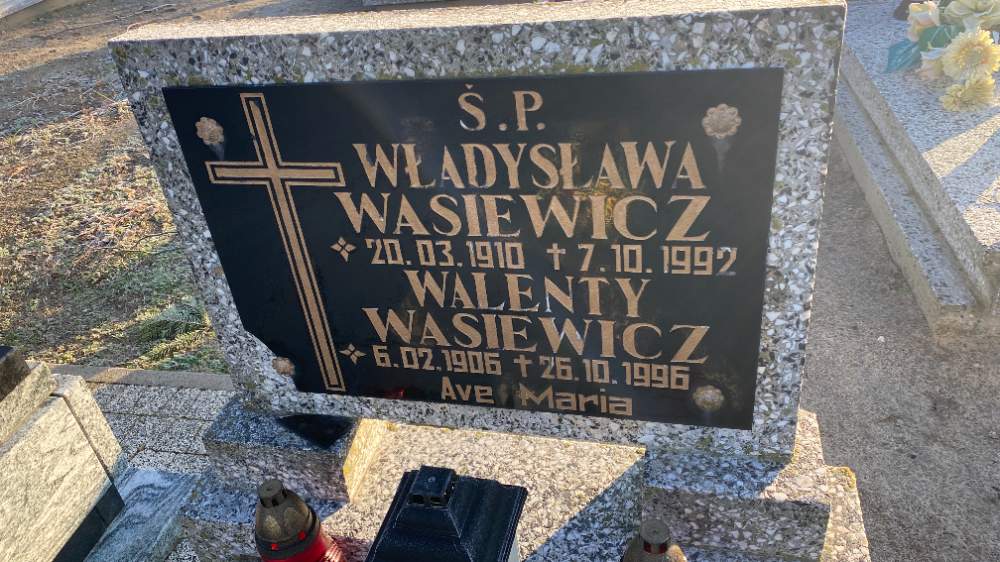 Ś.P.
WŁADYSŁAWA
WASIEWICZ
20.03.1910 + 7.10.1992
WALENTY
WASIEWICZ
6.02.1906 + 26.10.1996
Ave Maria